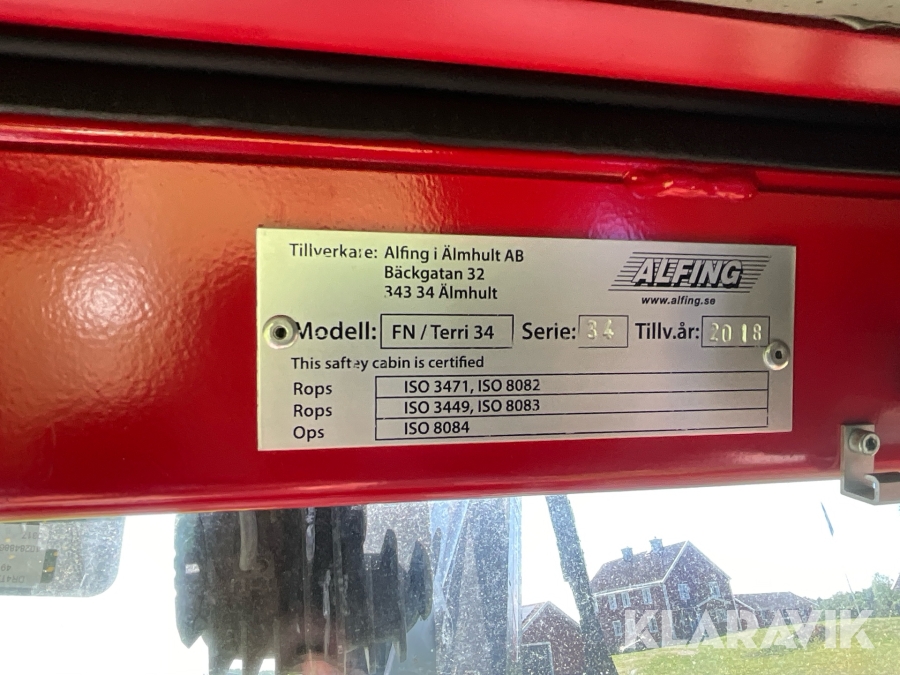 Tillverkare: Alfing i Älmhult AB
Bäckgatan 32
343 34 Älmhult
ALFING
www.alfing.se
Modell: FN / Terri 34 Serie: 34 Tillv.år: 2018
This saftey cabin is certified
Rops ISO 3471, ISO 8082
Rops ISO 3449, ISO 8083
Ops ISO 8084
KLARAVIK